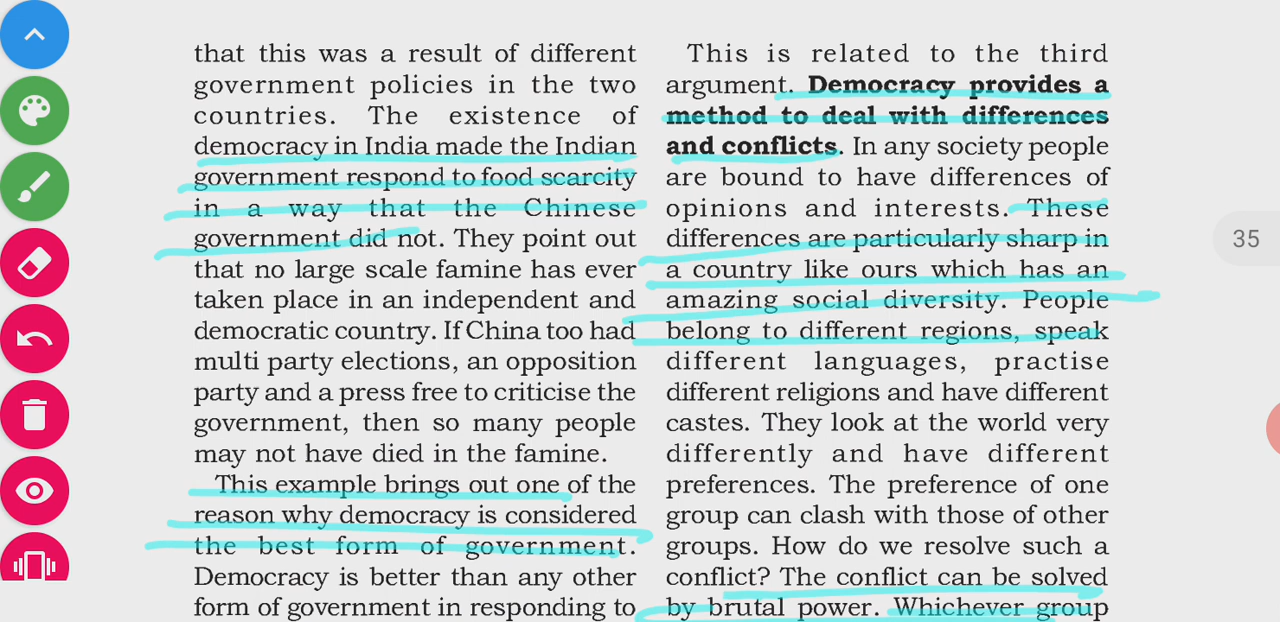 that this was a result of different
government policies in the two
countries. The existence of
democracy in India made the Indian
government respond to food scarcity
in a way that the Chinese
government did not. They point out
that no large scale famine has ever
taken place in an independent and
democratic country. If China too had
multi party elections, an opposition
party and a press free to criticise the
government, then so many people
may not have died in the famine.
This example brings out one of the
reason why democracy is considered
the best form of government.
Democracy is better than any other
form of government in responding to
This is related to the third
argument. Democracy provides a
method to deal with differences
and conflicts. In any society people
are bound to have differences of
opinions and interests. These
differences are particularly sharp in
a country like ours which has an
amazing social diversity. People
belong to different regions, speak
different languages, practise
different religions and have different
castes. They look at the world very
differently and have different
preferences. The preference of one
group can clash with those of other
groups. How do we resolve such a
conflict? The conflict can be solved
by brutal power. Whichever group
35